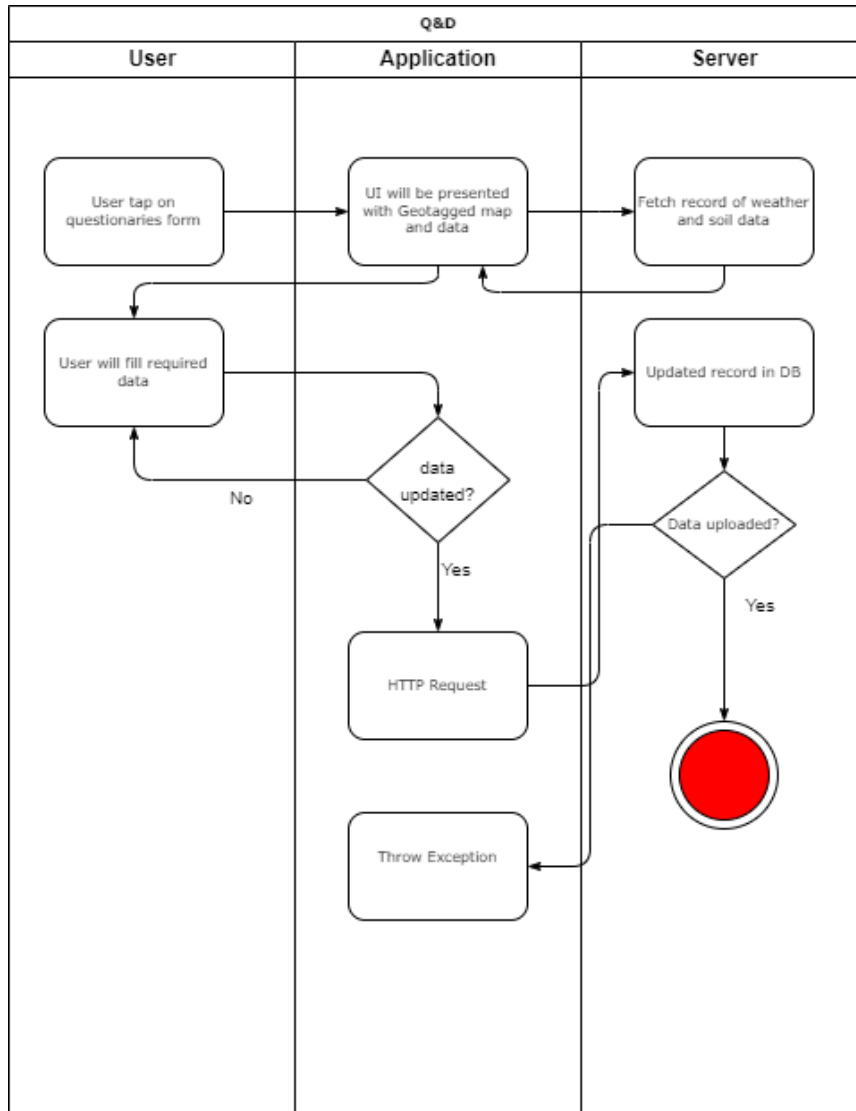 Q&D
User
Application
Server
User tap on
questionaries form
UI will be presented
with Geotagged map
and data
Fetch record of weather
and soil data
User will fill required
data
Updated record in DB
data
updated?
No
Data uploaded?
Yes
Yes
HTTP Request
Throw Exception